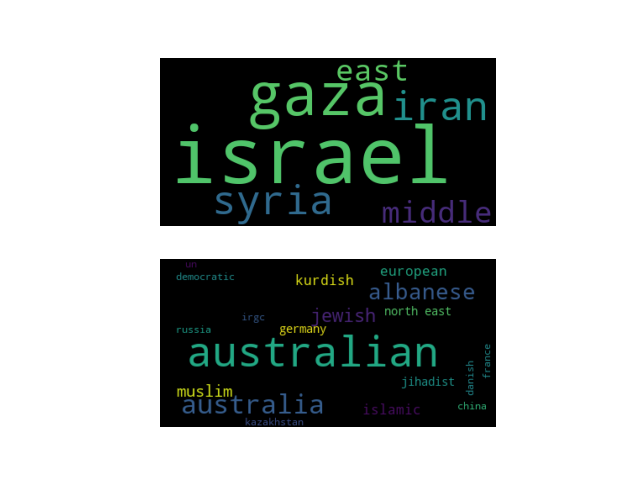 east
gaza
iran
israel
syria
middle
un
democratic
european
kurdish
albanese
irgc
jewish
north east
russia
germany
australian
france
danish
jihadist
muslim
australia
islamic
china
kazakhstan